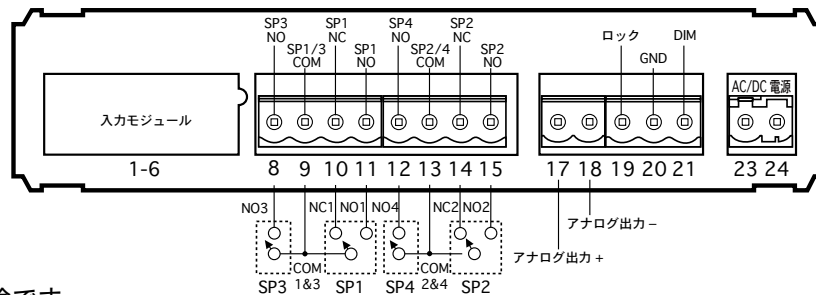 SP3 SP1 SP4 SP2
NO NC NO NC
SP1/3 SP1 SP2/4 SP2
COM NO COM NO
ロック DIM
GND
AC/DC 電源
入力モジュール
1-6 8 9 10 11 12 13 14 15 17 18 19 20 21 23 24
NO3 NC1 NO1 NO4 NC2 NO2
アナログ出力 −
アナログ出力 +
COM COM
1&3 2&4
SP3 SP1 SP4 SP2
です